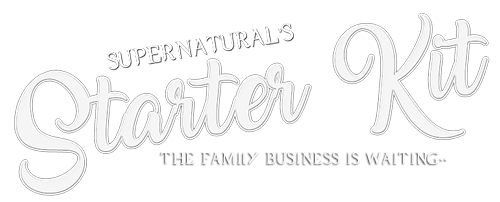 SUPERNATURAL'S
Starter Kit
THE FAMILY BUSINESS IS WAITING--